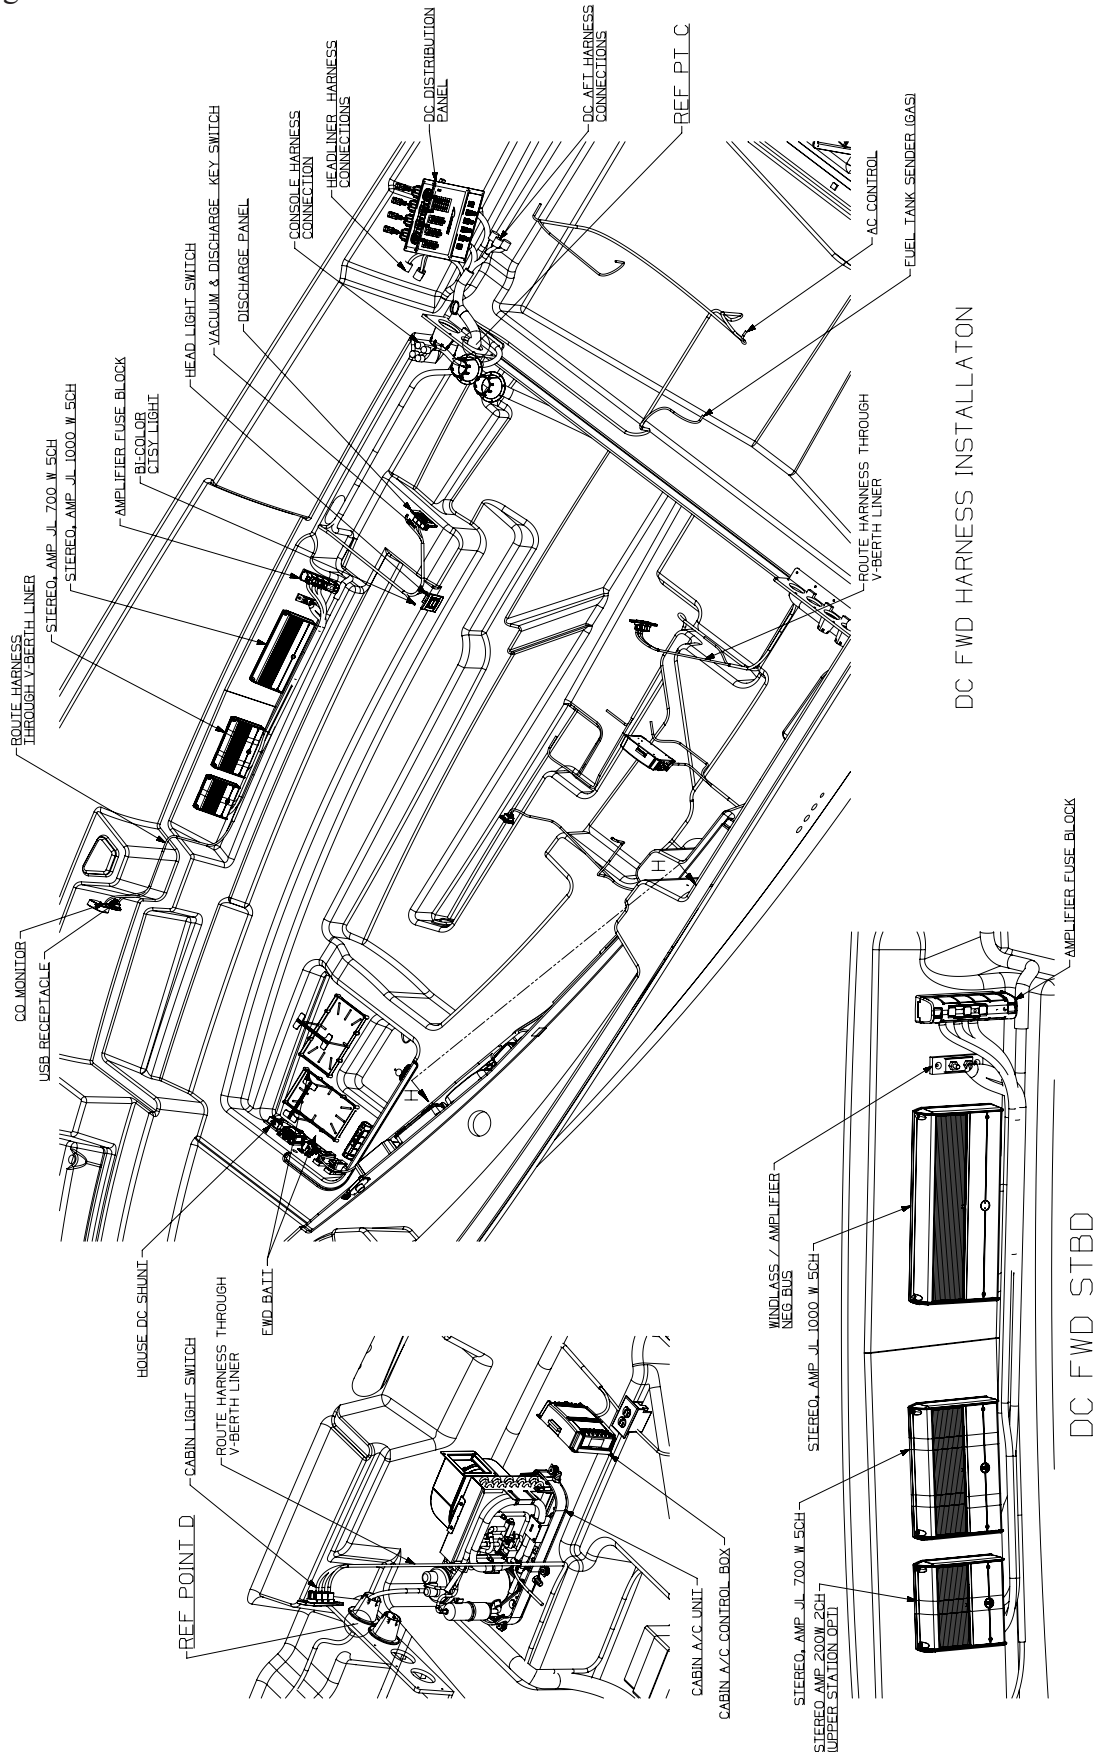 g
ROUTE HARNESS
THROUGH V-BERTH LINER
STEREO, AMP JL 700 W 5CH
STEREO, AMP JL 1000 W 5CH
AMPLIFIER FUSE BLOCK
BI-COLOR
CTSY LIGHT
HEAD LIGHT SWITCH
VACUUM & DISCHARGE KEY SWITCH
DISCHARGE PANEL
CONSOLE HARNESS
CONNECTION
HEADLINER HARNESS
CONNECTIONS
DC DISTRIBUTION
PANEL
DC AFT HARNESS
CONNECTIONS
REF PT C
CO MONITOR
USB RECEPTACLE
HOUSE DC SHUNT
FWD BATT
H
H
AC CONTROL
FUEL TANK SENDER (GAS)
ROUTE HARNNESS THROUGH
V-BERTH LINER
DC FWD HARNESS INSTALLATON
REF POINT D
CABIN LIGHT SWITCH
ROUTE HARNESS THROUGH
V-BERTH LINER
CABIN A/C UNIT
CABIN A/C CONTROL BOX
STEREO, AMP JL 700 W 5CH
STEREO AMP 200W 2CH
(UPPER STATION OPT)
STEREO, AMP JL 1000 W 5CH
WINDLASS / AMPLIFIER
NEG BUS
AMPLIFIER FUSE BLOCK
DC FWD STBD